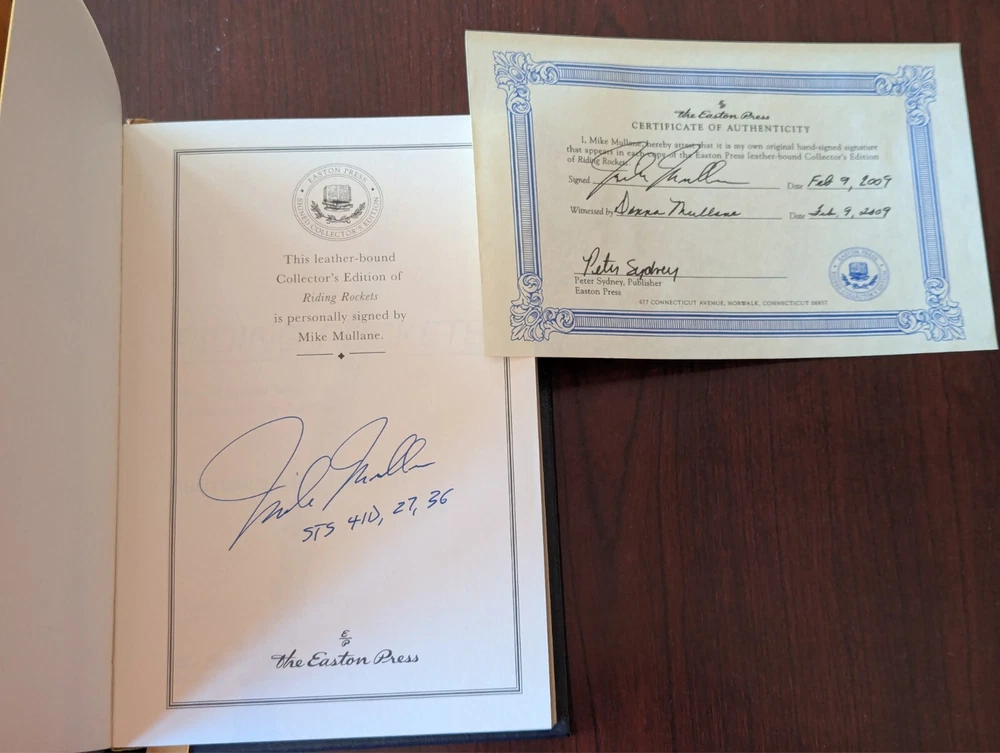 EASTON PRESS
SIGNED COLLECTOR'S EDITION
This leather-bound
Collector's Edition of
Riding Rockets
is personally signed by
Mike Mullane.
Mike Mullane
STS 41D, 27, 36
E/P
The Easton Press
E/P
The Easton Press
CERTIFICATE OF AUTHENTICITY
I, Mike Mullane, hereby attest that it is my own original hand-signed signature
that appears in each copy of the Easton Press leather-bound Collector's Edition
of Riding Rockets.
Signed Mike Mullane Date Feb 9, 2009
Witnessed by Donna Mullane Date Feb. 9, 2009
Peter Sydney
Peter Sydney, Publisher
Easton Press
EASTON PRESS
477 CONNECTICUT AVENUE, NORWALK, CONNECTICUT 06857